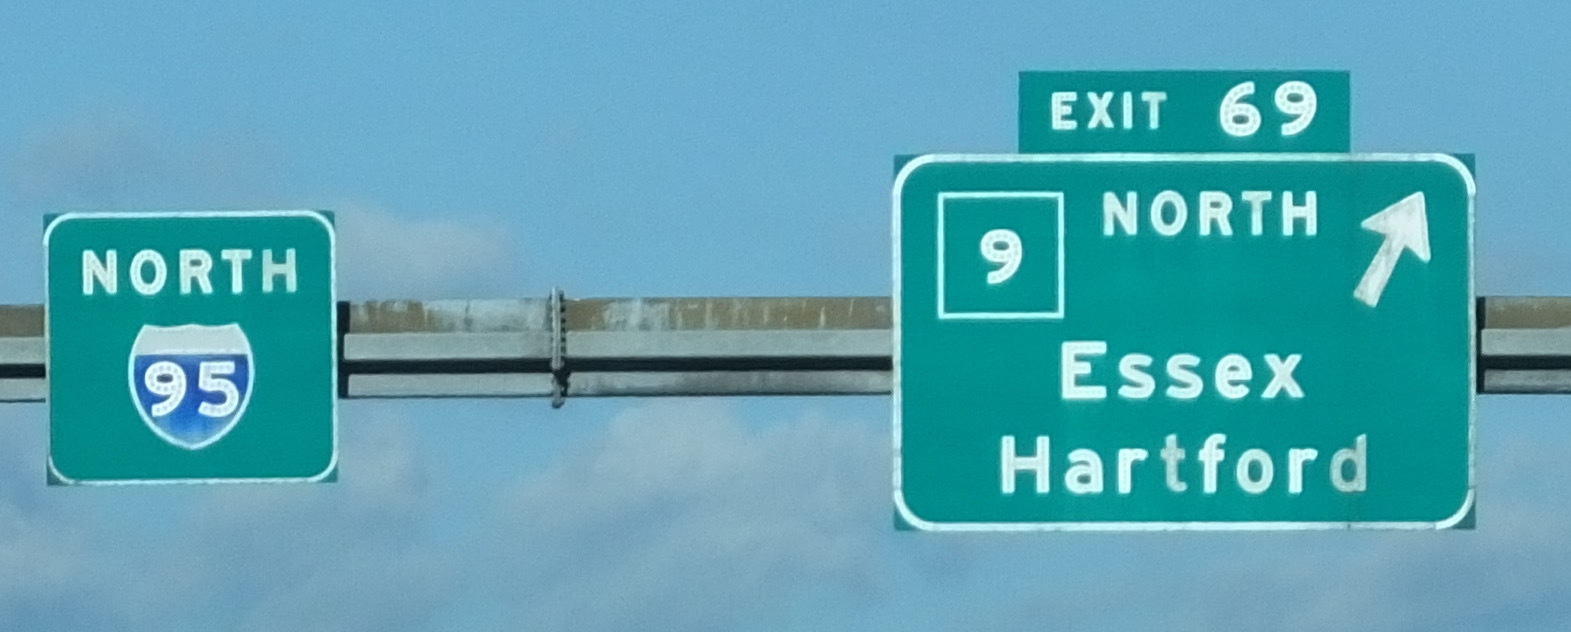 NORTH
95
EXIT 69
9 NORTH
Essex
Hartford